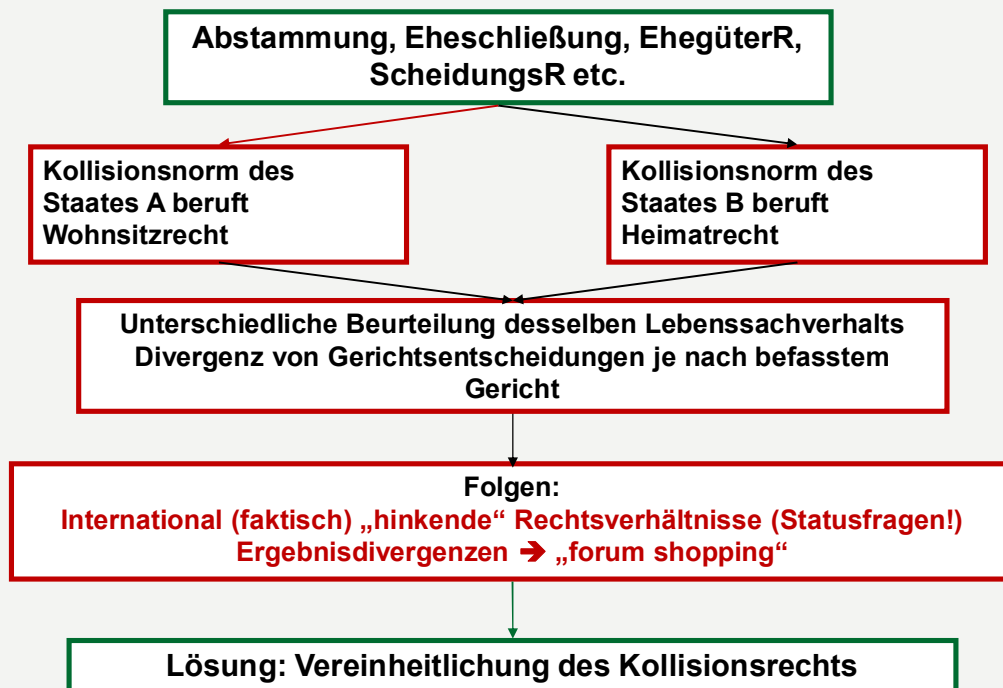 Abstammung, Eheschließung, EhegüterR,
ScheidungsR etc.
Kollisionsnorm des
Staates A beruft
Wohnsitzrecht
Kollisionsnorm des
Staates B beruft
Heimatrecht
Unterschiedliche Beurteilung desselben Lebenssachverhalts
Divergenz von Gerichtsentscheidungen je nach befasstem
Gericht
Folgen:
International (faktisch) „hinkende“ Rechtsverhältnisse (Statusfragen!)
Ergebnisdivergenzen ➔ „forum shopping“
Lösung: Vereinheitlichung des Kollisionsrechts